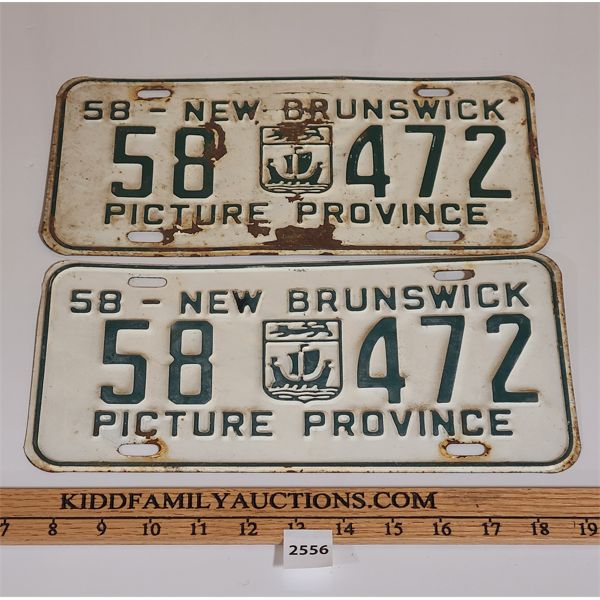 58 - NEW BRUNSWICK
58 472
PICTURE PROVINCE
58 - NEW BRUNSWICK
58 472
PICTURE PROVINCE
KIDDFAMILYAUCTIONS.COM
7 8 9 10 11 12 13 14 15 16 17 18 19
2556